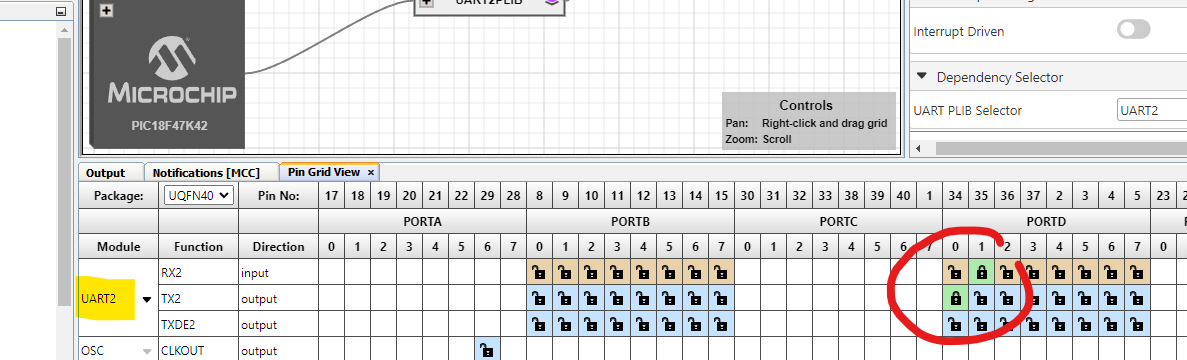 UART2PLIB
Interrupt Driven
MICROCHIP
Dependency Selector
PIC18F47K42
Controls
Pan: Right-click and drag grid
Zoom: Scroll
UART PLIB Selector UART2
Output Notifications [MCC] Pin Grid View ×
Package: UQFN40 Pin No: 17 18 19 20 21 22 29 28 8 9 10 11 12 13 14 15 30 31 32 33 38 39 40 1 34 35 36 37 2 3 4 5 23
PORTA PORTB PORTC PORTD
Module Function Direction 0 1 2 3 4 5 6 7 0 1 2 3 4 5 6 7 0 1 2 3 4 5 6 7 0 1 2 3 4 5 6 7 0
RX2 input
UART2 TX2 output
TXDE2 output
OSC CLKOUT output